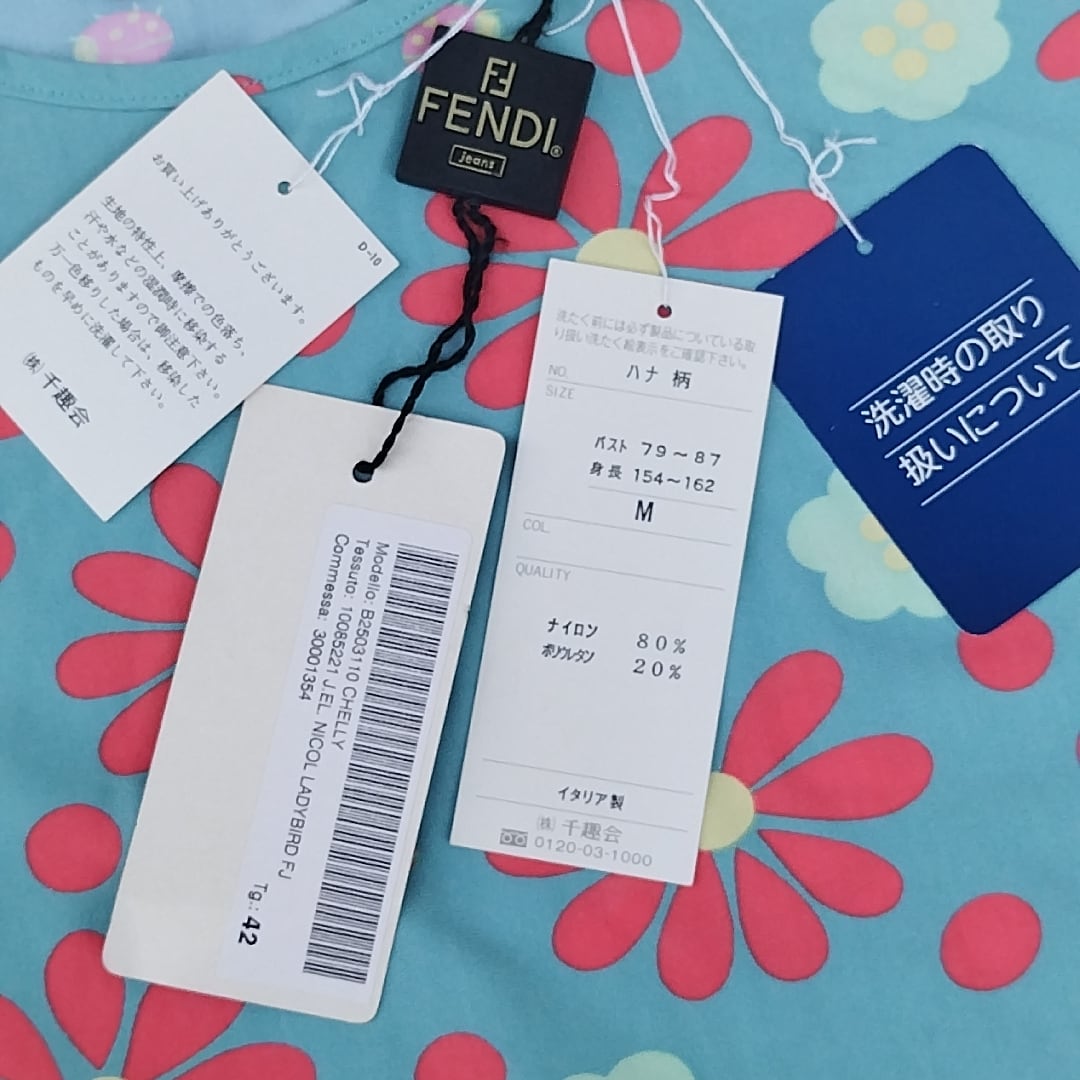 FENDI®
jeans
D-10
お買い上げありがとうございます。
生地の特性上、摩擦での色落ち、
汗や水などの湿潤時に移染する
ことがありますので御注意下さい。
万一色移りした場合は、移染した
ものを早めに洗濯して下さい。
㈱千趣会
Modello: B2503110 CHELLY
Tessuto: 10085221 J.EL. NICOL LADYBIRD FJ
Commessa: 30001354
Tg.: 42
洗たく前には必ず製品についている取
り扱い洗たく絵表示をご確認下さい。
NO. ハナ柄
SIZE
バスト 79～87
身長 154～162
M
COL.
QUALITY
ナイロン 80%
ポリウレタン 20%
イタリア製
㈱千趣会
0120-03-1000
洗濯時の取り
扱いについて